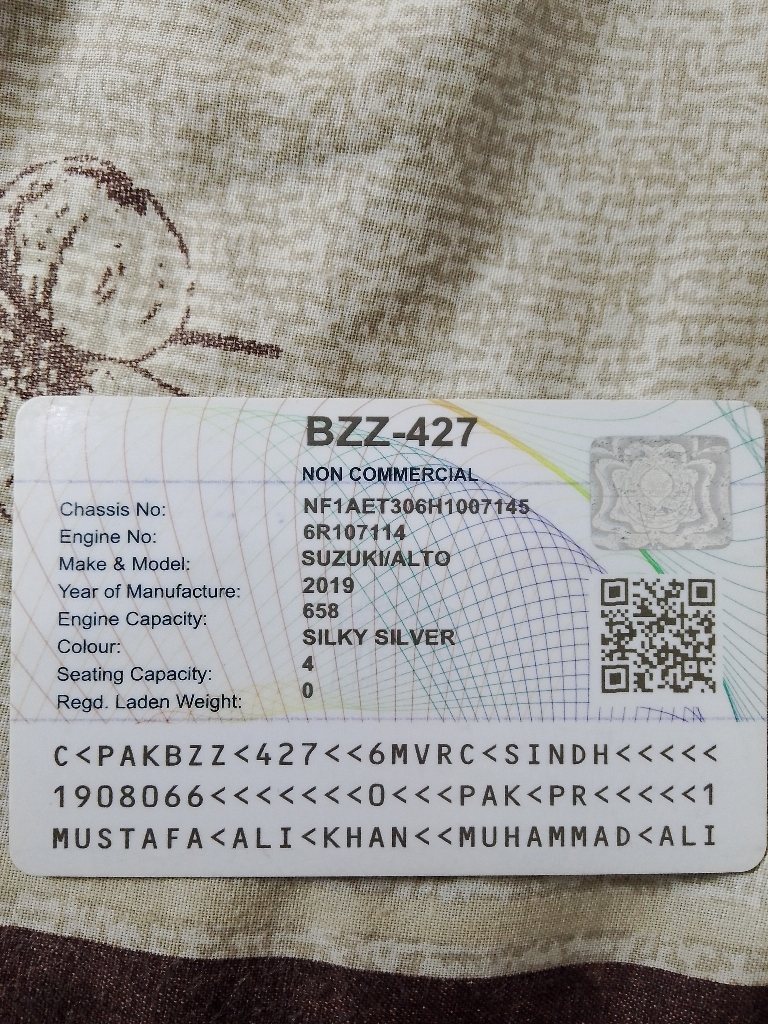 BZZ-427
NON COMMERCIAL
Chassis No: NF1AET306H1007145
Engine No: 6R107114
Make & Model: SUZUKI/ALTO
Year of Manufacture: 2019
Engine Capacity: 658
Colour: SILKY SILVER
Seating Capacity: 4
Regd. Laden Weight: 0
C<PAKBZZ<427<<6MVRC<SINDH<<<<<
1908066<<<<<<<<0<<<PAK<PR<<<<<1
MUSTAFA<ALI<KHAN<<MUHAMMAD<ALI